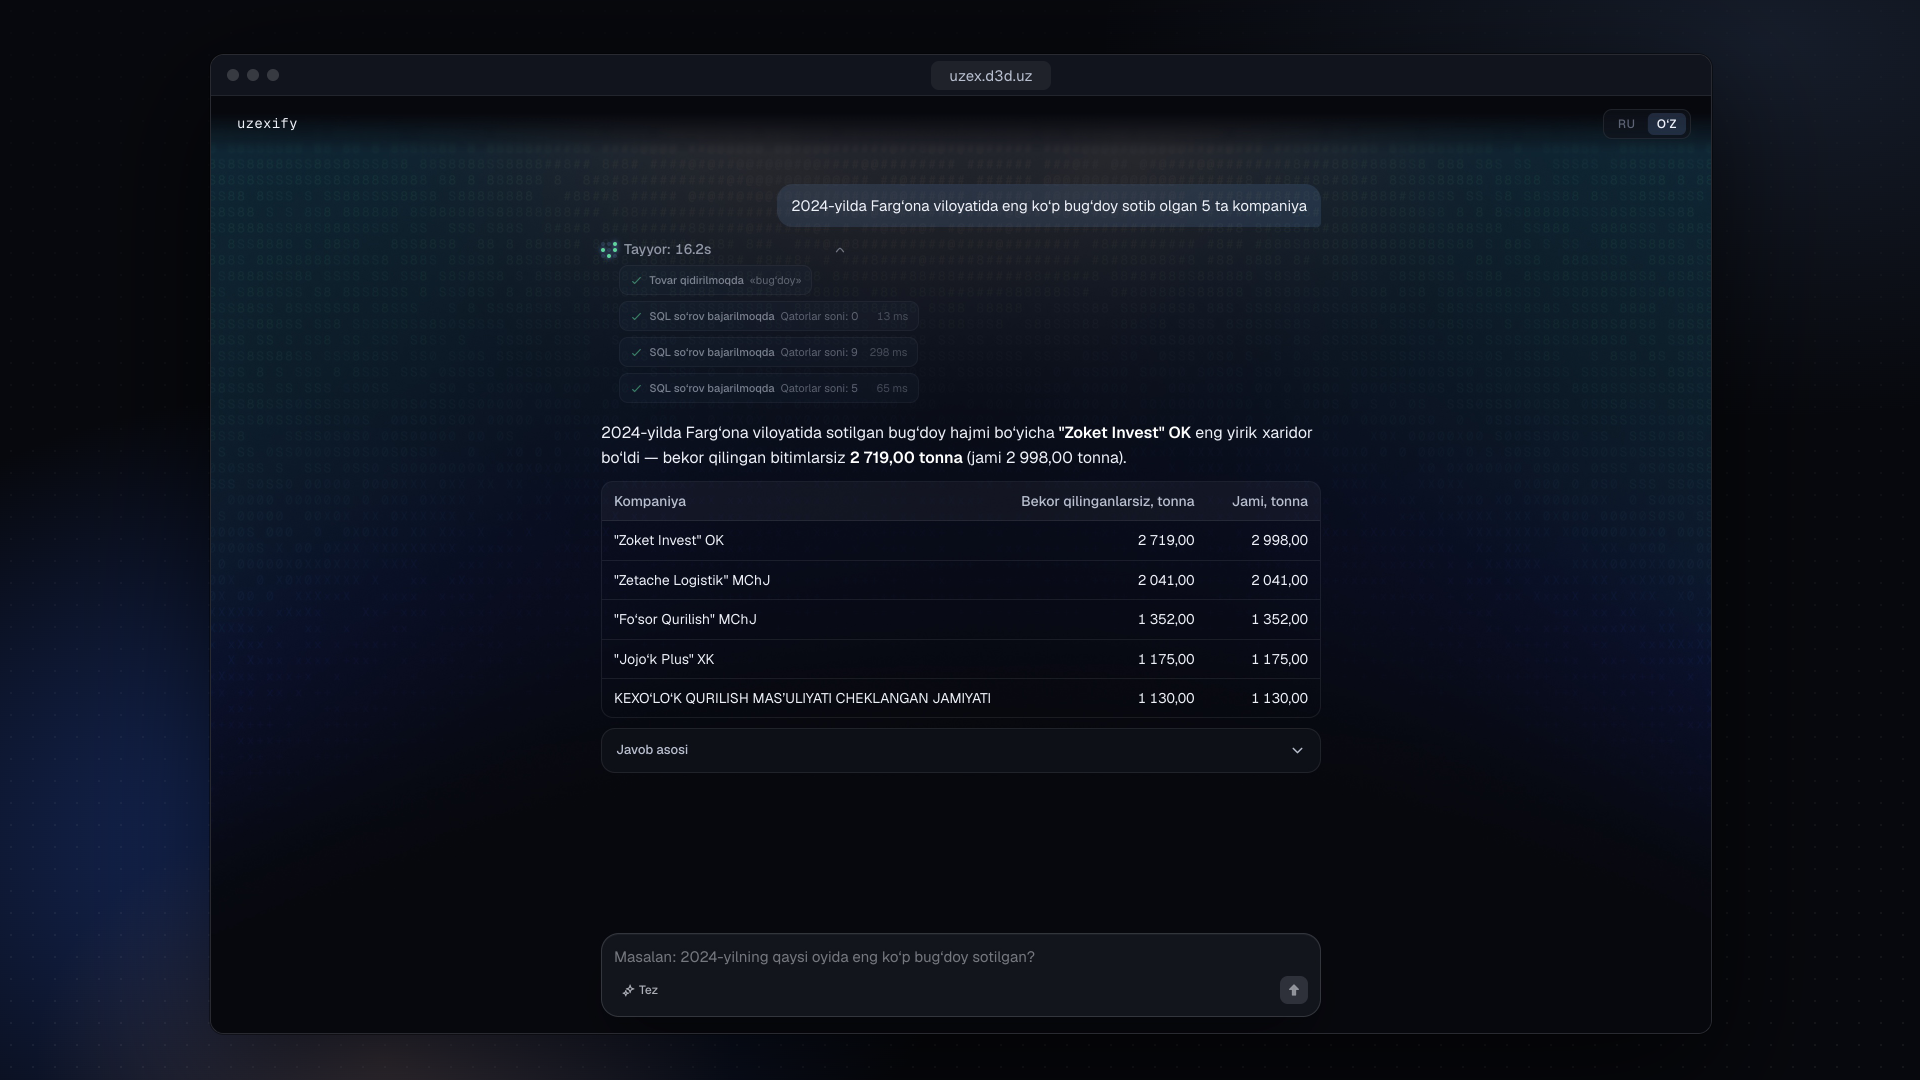 uzex.d3d.uz
uzexify
RU O‘Z
2024-yilda Farg‘ona viloyatida eng ko‘p bug‘doy sotib olgan 5 ta kompaniya
Tayyor: 16.2s
Tovar qidirilmoqda «bug‘doy»
SQL so‘rov bajarilmoqda Qatorlar soni: 0 13 ms
SQL so‘rov bajarilmoqda Qatorlar soni: 9 298 ms
SQL so‘rov bajarilmoqda Qatorlar soni: 5 65 ms
2024-yilda Farg‘ona viloyatida sotilgan bug‘doy hajmi bo‘yicha "Zoket Invest" OK eng yirik xaridor
bo‘ldi — bekor qilingan bitimlarsiz 2 719,00 tonna (jami 2 998,00 tonna).
Kompaniya Bekor qilinganlarsiz, tonna Jami, tonna
"Zoket Invest" OK 2 719,00 2 998,00
"Zetache Logistik" MChJ 2 041,00 2 041,00
"Fo‘sor Qurilish" MChJ 1 352,00 1 352,00
"Jojo‘k Plus" XK 1 175,00 1 175,00
KEXO‘LO‘K QURILISH MAS’ULIYATI CHEKLANGAN JAMIYATI 1 130,00 1 130,00
Javob asosi
Masalan: 2024-yilning qaysi oyida eng ko‘p bug‘doy sotilgan?
Tez